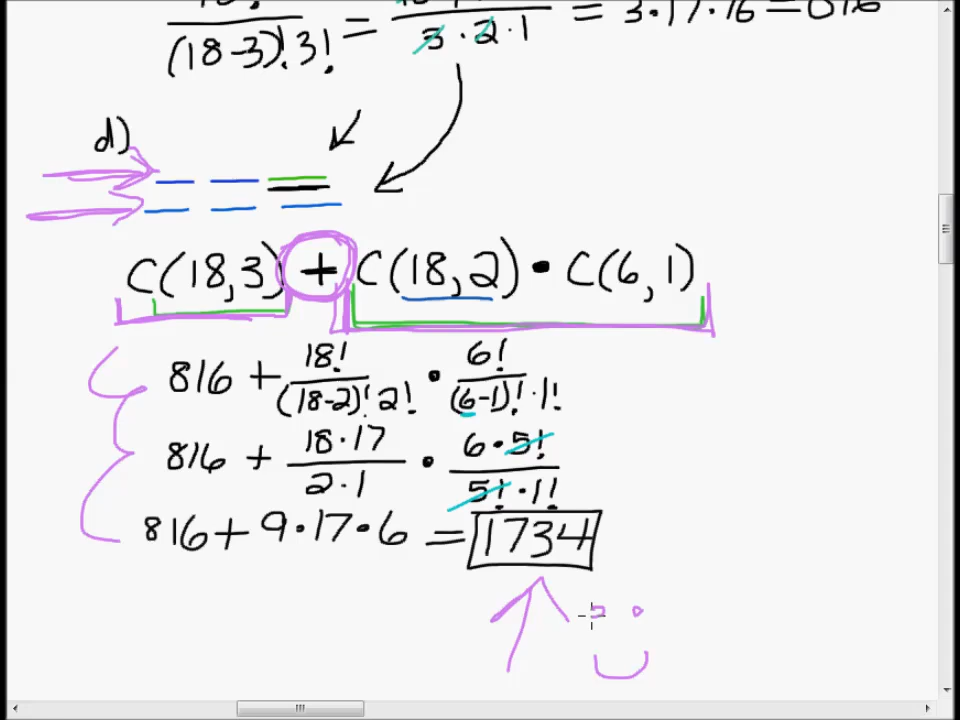 (18-3)!.3! = 3·2·1 = 3·17·16=816
d)
C(18,3) + C(18,2) • C(6,1)
816 + 18!/(18-2)!2! • 6!/(6-1)!·1!
816 + 18·17/2·1 • 6·5!/5!·1!
816 + 9·17·6 = 1734